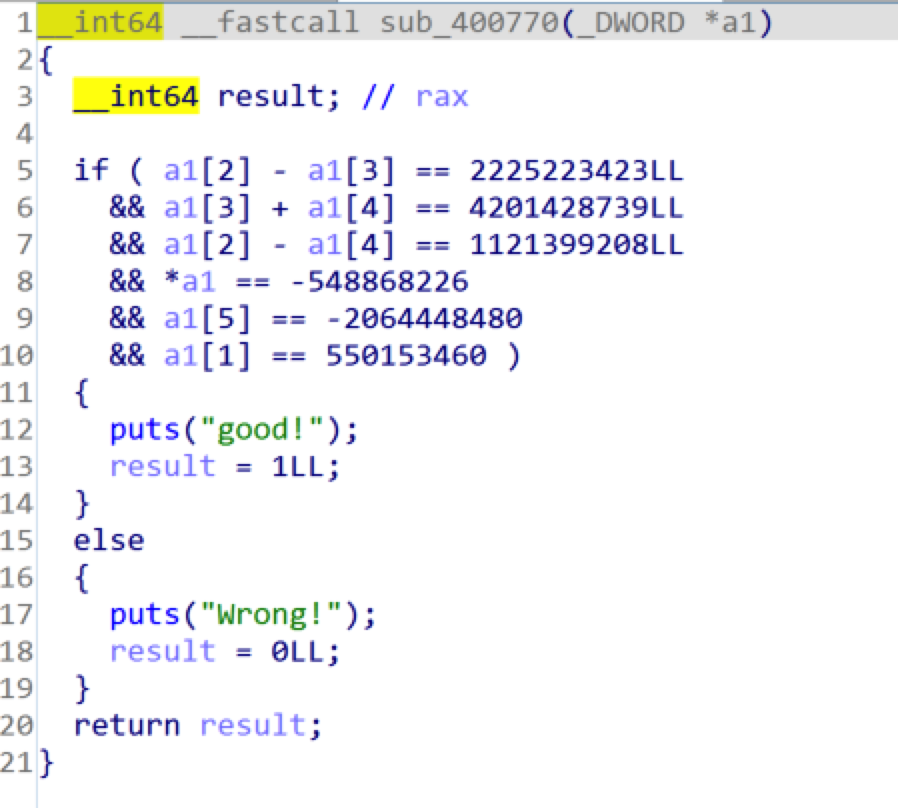 1 __int64 __fastcall sub_400770(_DWORD *a1)
2 {
3   __int64 result; // rax
4
5   if ( a1[2] - a1[3] == 2225223423LL
6     && a1[3] + a1[4] == 4201428739LL
7     && a1[2] - a1[4] == 1121399208LL
8     && *a1 == -548868226
9     && a1[5] == -2064448480
10     && a1[1] == 550153460 )
11   {
12     puts("good!");
13     result = 1LL;
14   }
15   else
16   {
17     puts("Wrong!");
18     result = 0LL;
19   }
20   return result;
21 }